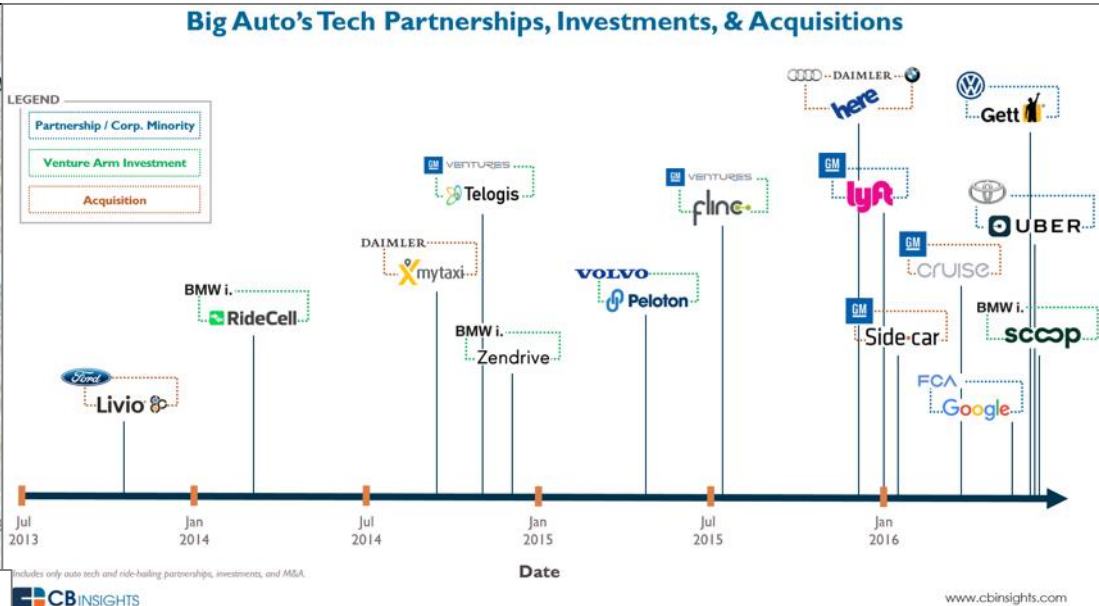 Big Auto's Tech Partnerships, Investments, & Acquisitions
LEGEND
Partnership / Corp. Minority
Venture Arm Investment
Acquisition
DAIMLER
here
Gett
GM VENTURES
Telogis
GM VENTURES
flinc
GM
lyft
UBER
DAIMLER
mytaxi
GM
CRUISE
BMW i.
RideCell
VOLVO
Peloton
BMW i.
Zendrive
GM
Side·car
BMW i.
scoop
Ford
Livio
FCA
Google
Jul
2013
Jan
2014
Jul
2014
Jan
2015
Jul
2015
Jan
2016
Date
Includes only auto tech and ride-hailing partnerships, investments, and M&A.
CBINSIGHTS
www.cbinsights.com